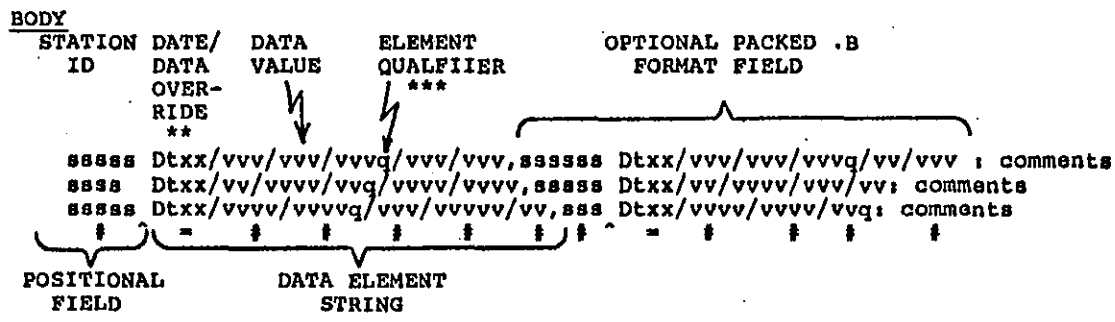 BODY
STATION DATE/ DATA ELEMENT OPTIONAL PACKED .B
ID DATA VALUE QUALFIIER FORMAT FIELD
OVER- ***
RIDE
**
sssss Dtxx/vvv/vvv/vvvq/vvv/vvv,ssssss Dtxx/vvv/vvv/vvvq/vv/vvv : comments
ssss Dtxx/vv/vvv/vvq/vvvv/vvvv,sssss Dtxx/vv/vvvv/vvv/vv: comments
sssss Dtxx/vvvv/vvvvq/vvv/vvvvv/vv,sss Dtxx/vvvv/vvvv/vvq: comments
# ^ = # # # # # # ^ = # # # #
POSITIONAL DATA ELEMENT
FIELD STRING